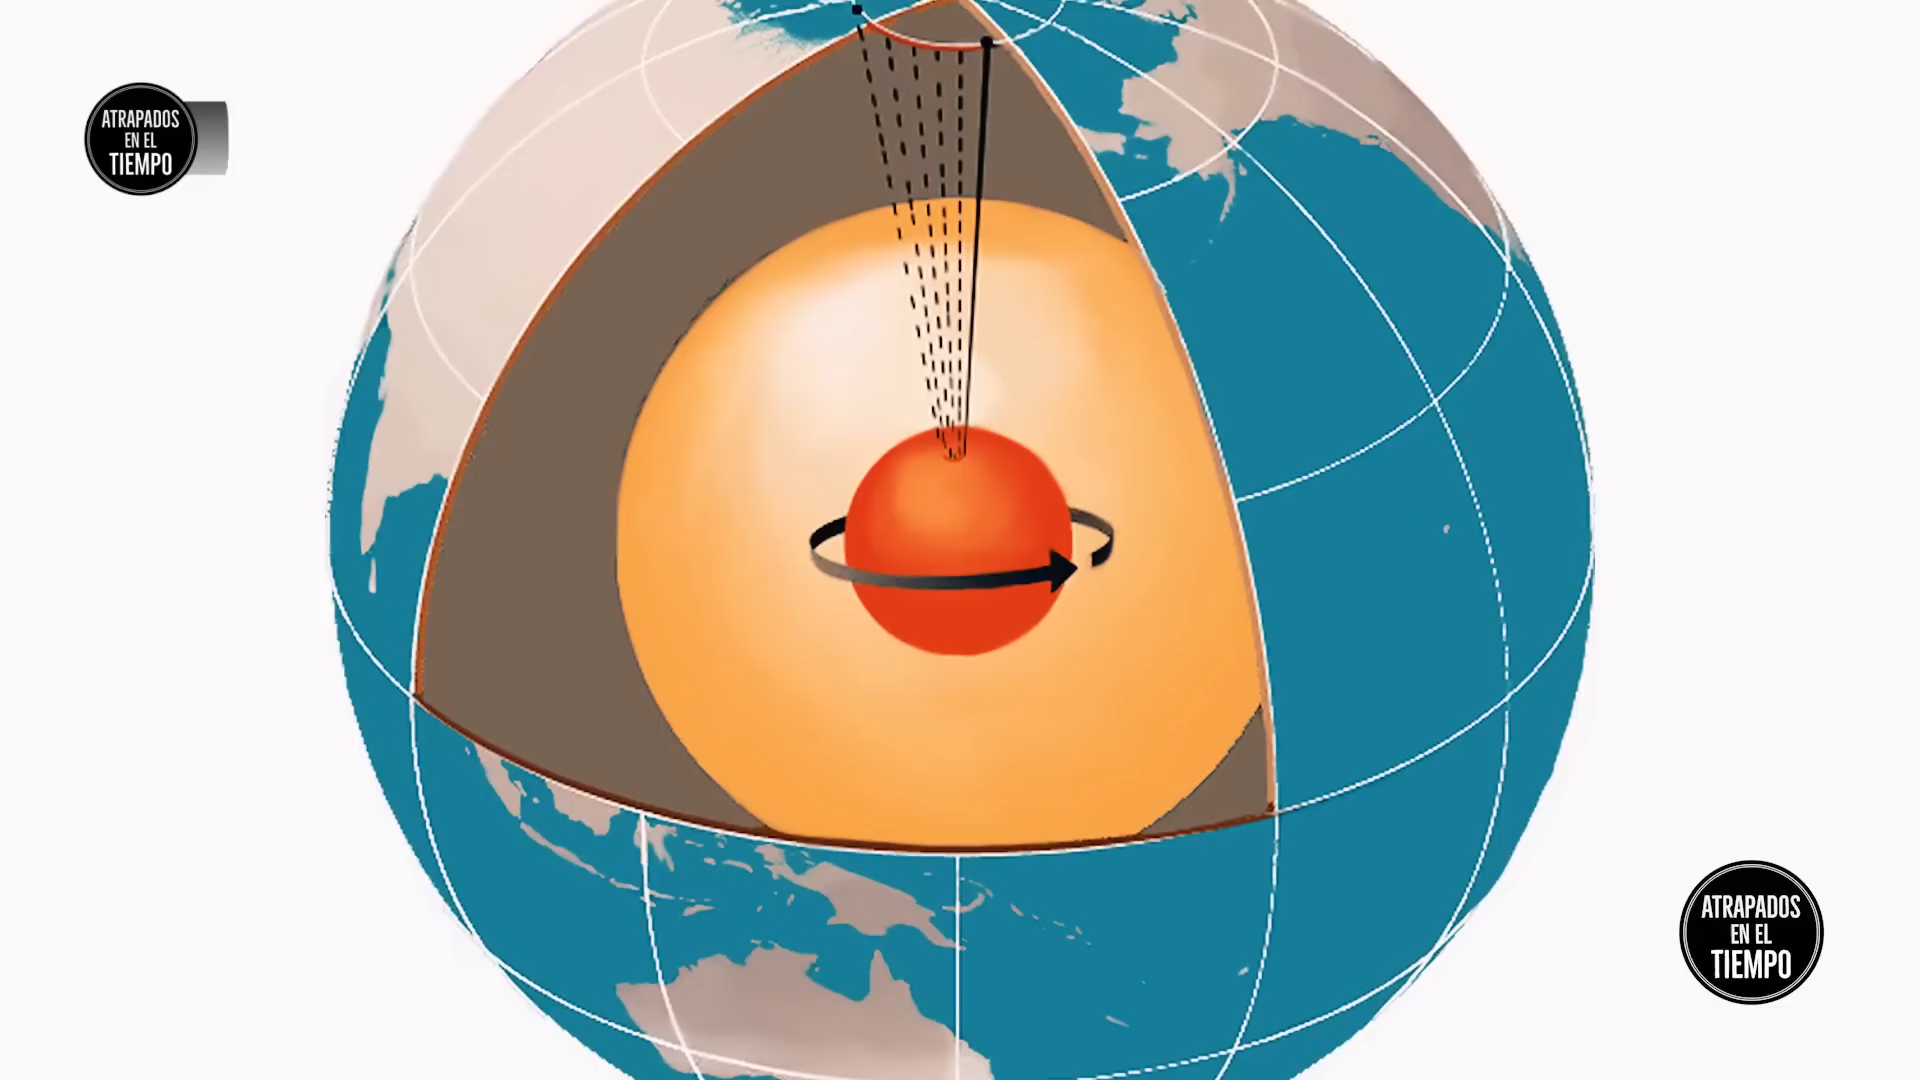 ATRAPADOS
EN EL
TIEMPO
ATRAPADOS
EN EL
TIEMPO